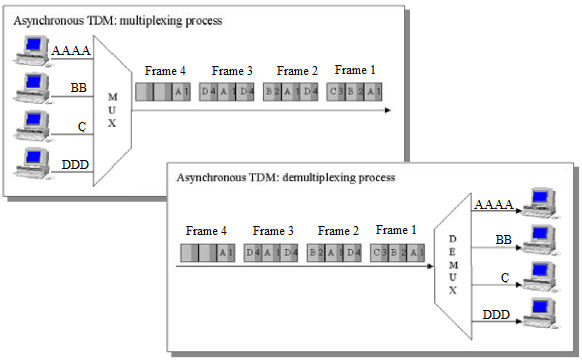 Asynchronous TDM: multiplexing process
AAAA
BB
C
DDD
M
U
X
Frame 4 Frame 3 Frame 2 Frame 1
A 1 D 4 A 1 D 4 B 2 A 1 D 4 C 3 B 2 A 1
Asynchronous TDM: demultiplexing process
Frame 4 Frame 3 Frame 2 Frame 1
A 1 D 4 A 1 D 4 B 2 A 1 D 4 C 3 B 2 A 1
D
E
M
U
X
AAAA
BB
C
DDD